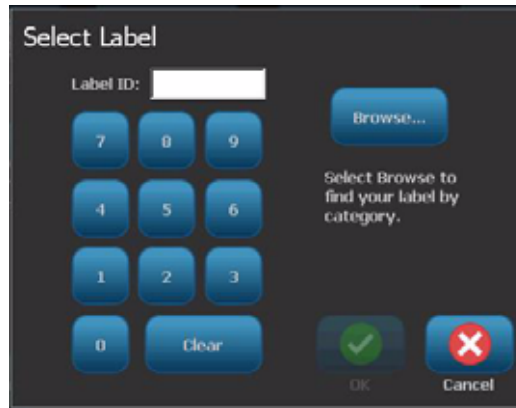 Select Label
Label ID:
Browse...
7 8 9
Select Browse to
find your label by
category.
4 5 6
1 2 3
0 Clear
OK Cancel